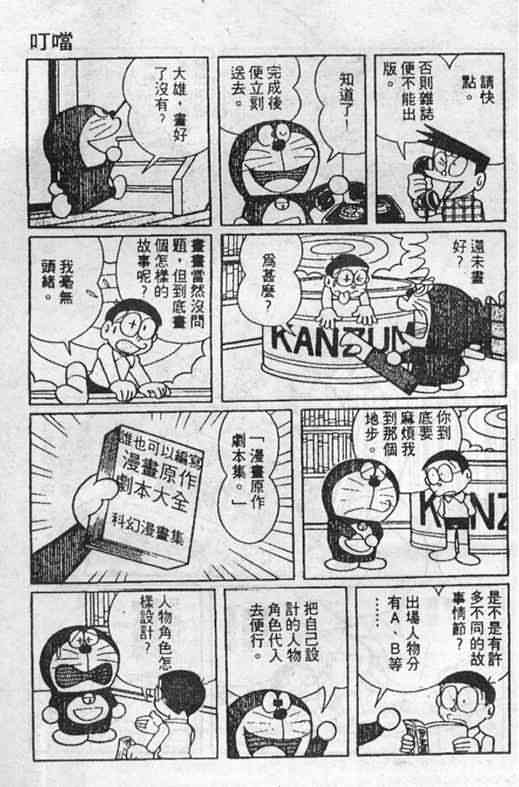 叮噹
請快
點。
否則雜誌
便不能出
版。
知道了!
完成後
便立刻
送去。
大雄,畫好
了沒有?
還未畫
好?
爲甚麽?
KANZUM
畫畫當然沒問
題,但到底畫
個怎樣的
故事呢?
我毫無
頭緒。
你到
底要
麻煩我
到那個
地步。
KNZ
「漫畫原作
劇本集。」
雄也可以編寫
漫畫原作
劇本大全
科幻漫畫集
是不是有許
多不同的故
事情節?
出場人物分
有A、B等
……
把自己設
計的人物
角色代入
去便行。
人物角色怎
樣設計?